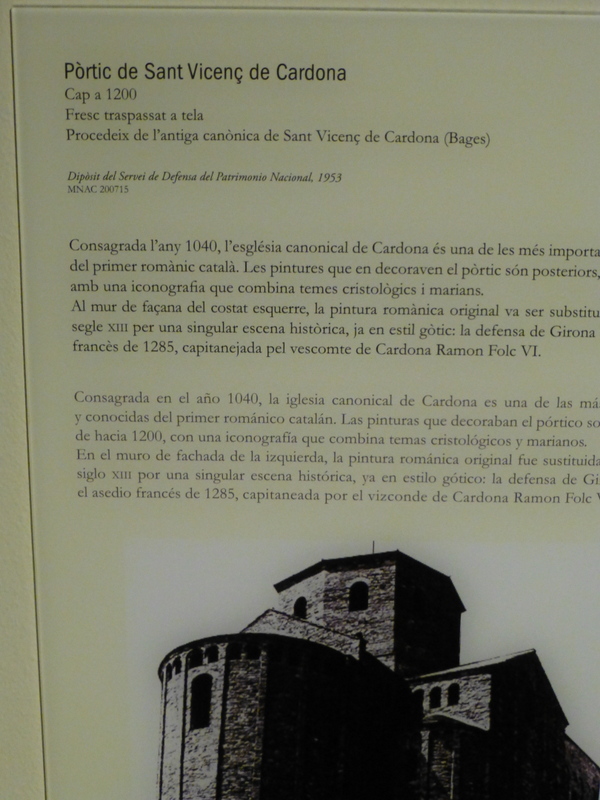 Pòrtic de Sant Vicenç de Cardona
Cap a 1200
Fresc traspassat a tela
Procedeix de l'antiga canònica de Sant Vicenç de Cardona (Bages)
Dipòsit del Servei de Defensa del Patrimonio Nacional, 1953
MNAC 200715
Consagrada l'any 1040, l'església canonical de Cardona és una de les més importa
del primer romànic català. Les pintures que en decoraven el pòrtic són posteriors,
amb una iconografia que combina temes cristològics i marians.
Al mur de façana del costat esquerre, la pintura romànica original va ser substitu
segle XIII per una singular escena històrica, ja en estil gòtic: la defensa de Girona
francès de 1285, capitanejada pel vescomte de Cardona Ramon Folc VI.
Consagrada en el año 1040, la iglesia canonical de Cardona es una de las má
y conocidas del primer románico catalán. Las pinturas que decoraban el pórtico so
de hacia 1200, con una iconografía que combina temas cristológicos y marianos.
En el muro de fachada de la izquierda, la pintura románica original fue sustituida
siglo XIII por una singular escena histórica, ya en estilo gótico: la defensa de Gi
el asedio francés de 1285, capitaneada por el vizconde de Cardona Ramon Folc V